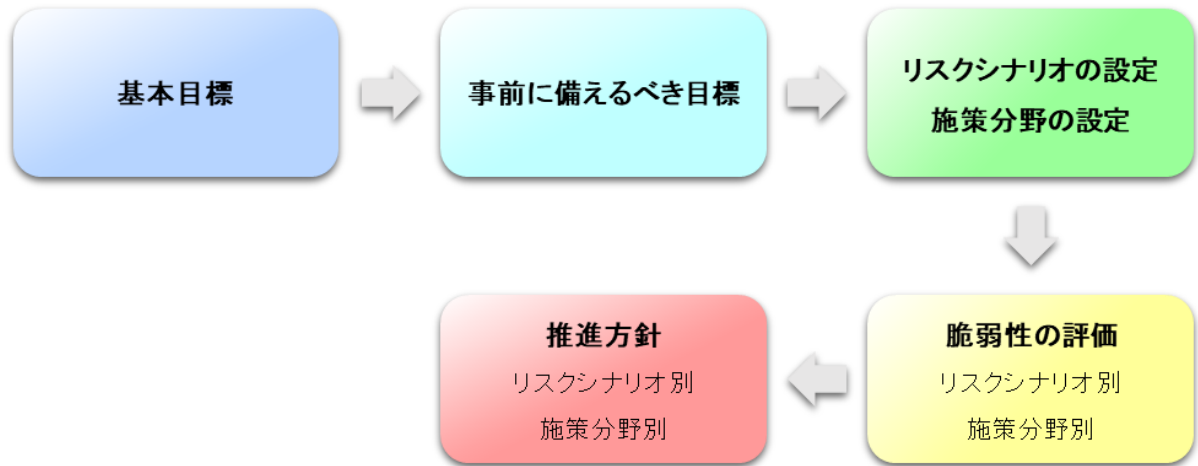 基本目標
事前に備えるべき目標
リスクシナリオの設定
施策分野の設定
脆弱性の評価
リスクシナリオ別
施策分野別
推進方針
リスクシナリオ別
施策分野別